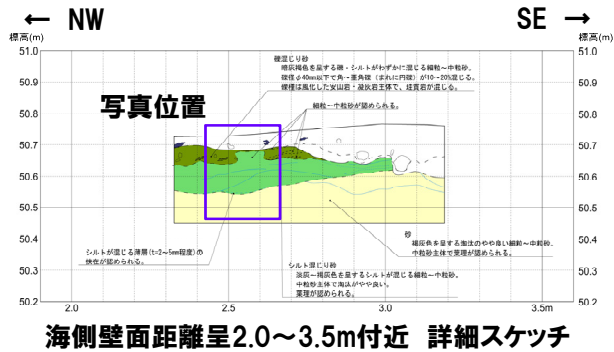 ← NW
SE →
標高(m)
標高(m)
51.0
51.0
50.9
50.9
50.8
50.8
50.7
50.7
50.6
50.6
50.5
50.5
50.4
50.4
50.3
50.3
50.2
50.2
礫混じり砂
暗灰褐色を呈する礫・シルトがわずかに混じる細粒～中粒砂。
礫径φ40mm以下で角～亜角礫（まれに円礫）が10～20%混じる。
礫種は風化した安山岩・凝灰岩主体で、珪質岩が混じる。
細粒～中粒砂が認められる。
写真位置
砂
褐灰色を呈する淘汰のやや良い細粒～中粒砂。
中粒砂主体で葉理が認められる。
シルトが混じる薄層(t=2～5mm程度)の
挟在が認められる。
シルト混じり砂
淡灰～褐灰色を呈するシルトが混じる細粒～中粒砂。
中粒砂主体で淘汰がやや良い。
葉理が認められる。
2.0
2.5
3.0
3.5m
海側壁面距離呈2.0～3.5m付近 詳細スケッチ